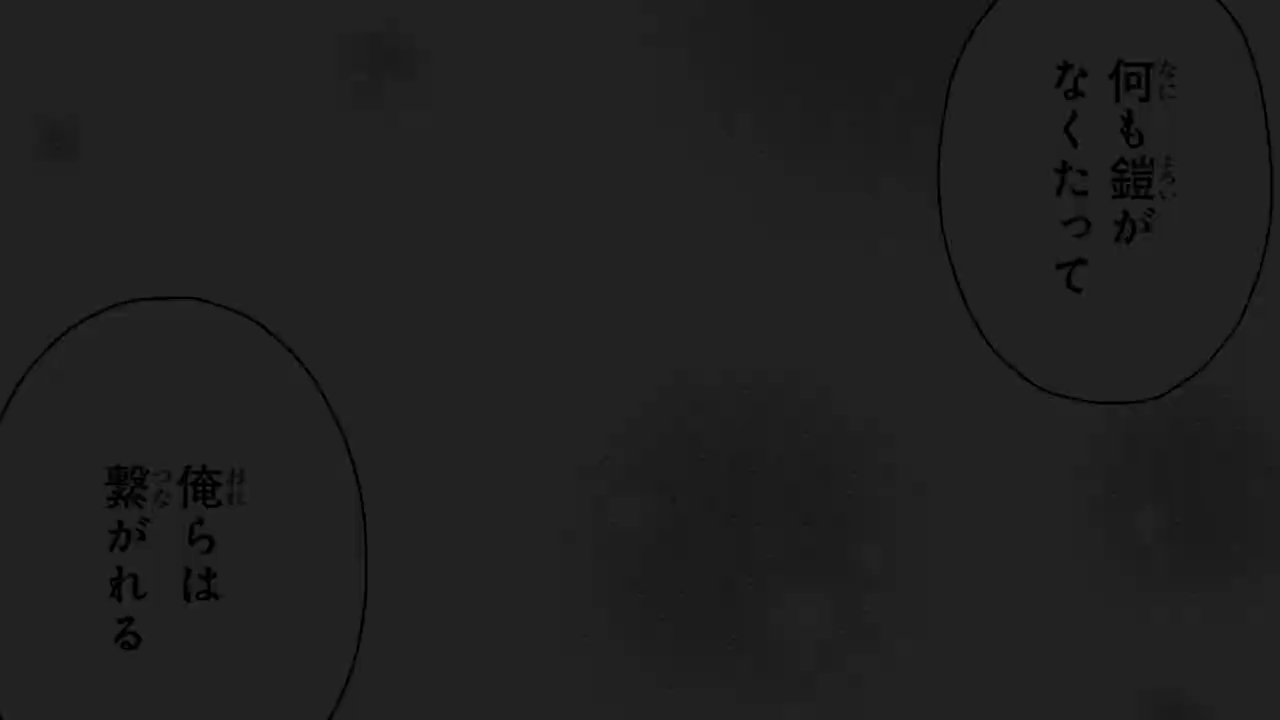 何も鎧が
なくたって
俺らは
繋がれる